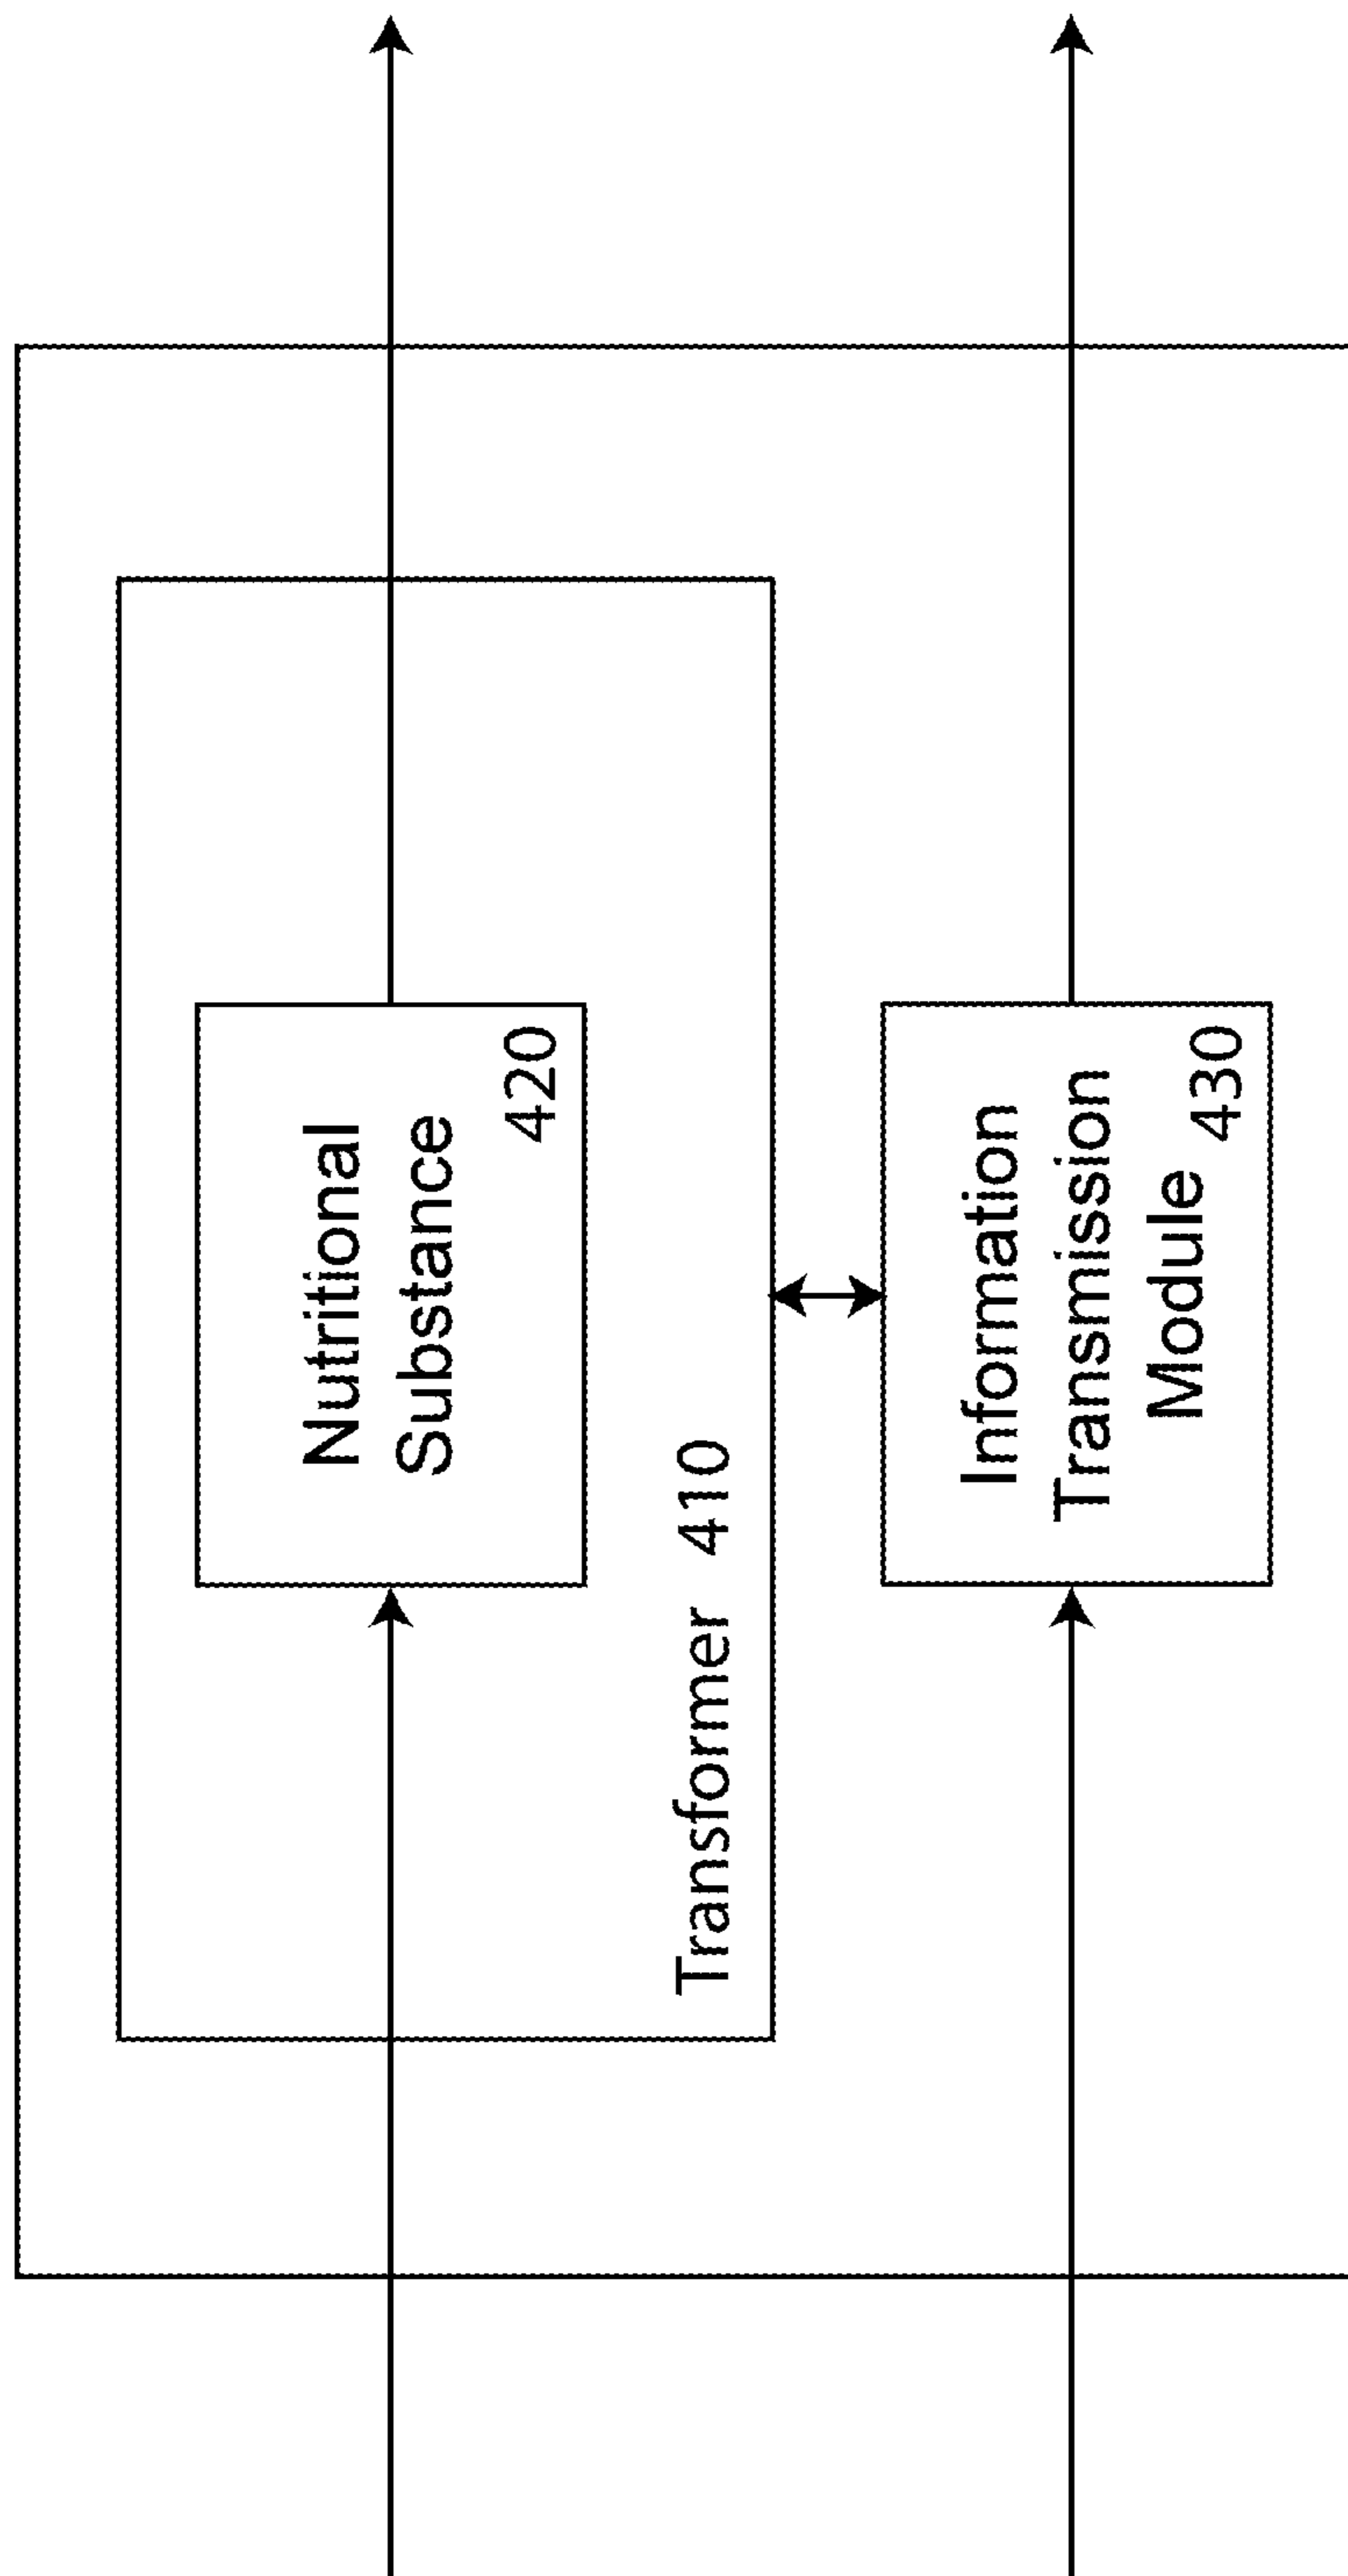 Nutritional
Substance
420
Transformer 410
Information
Transmission
Module
430